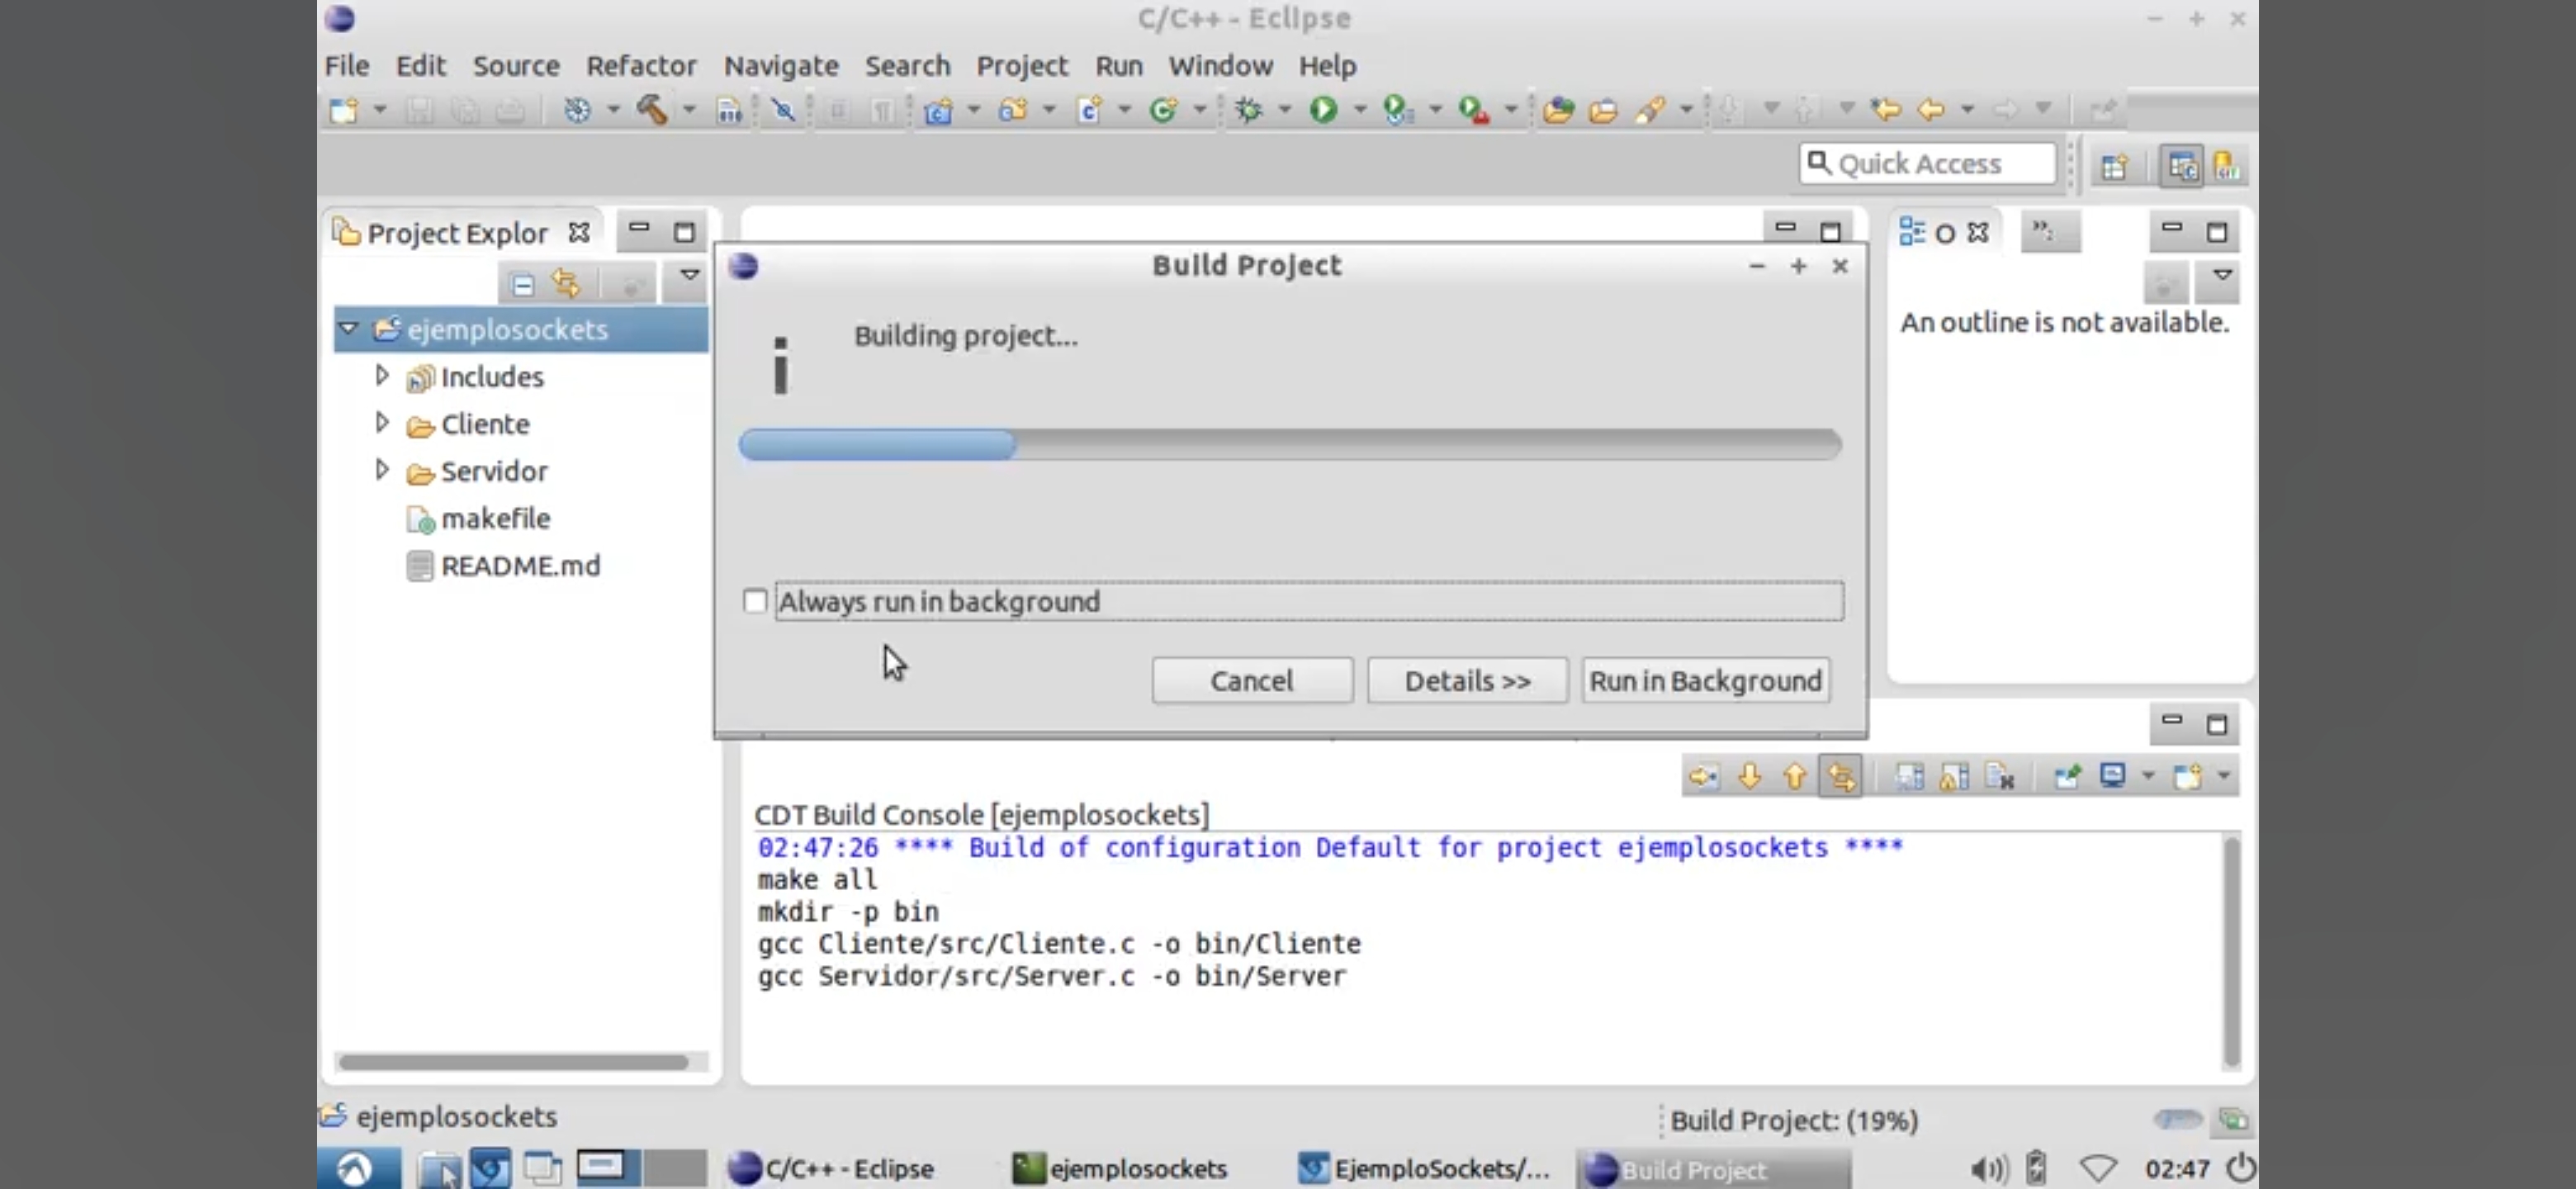 C/C++ - Eclipse
File Edit Source Refactor Navigate Search Project Run Window Help
Quick Access
Project Explor
O
ejemplosockets
Includes
Cliente
Servidor
makefile
README.md
Build Project
Building project...
Always run in background
Cancel
Details >>
Run in Background
An outline is not available.
CDT Build Console [ejemplosockets]
02:47:26 **** Build of configuration Default for project ejemplosockets ****
make all
mkdir -p bin
gcc Cliente/src/Cliente.c -o bin/Cliente
gcc Servidor/src/Server.c -o bin/Server
ejemplosockets
Build Project: (19%)
C/C++ - Eclipse
ejemplosockets
EjemploSockets/...
Build Project
02:47